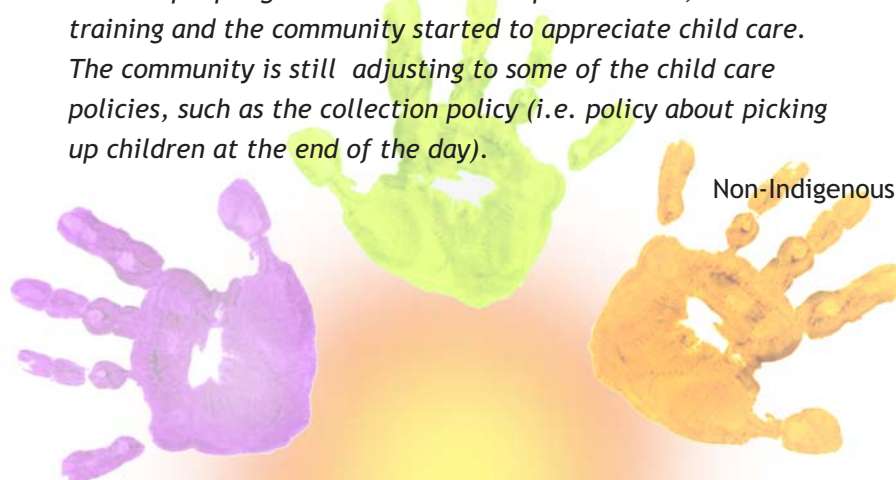 training and the community started to appreciate child care.
The community is still adjusting to some of the child care
policies, such as the collection policy (i.e. policy about picking
up children at the end of the day).
Non-Indigenous